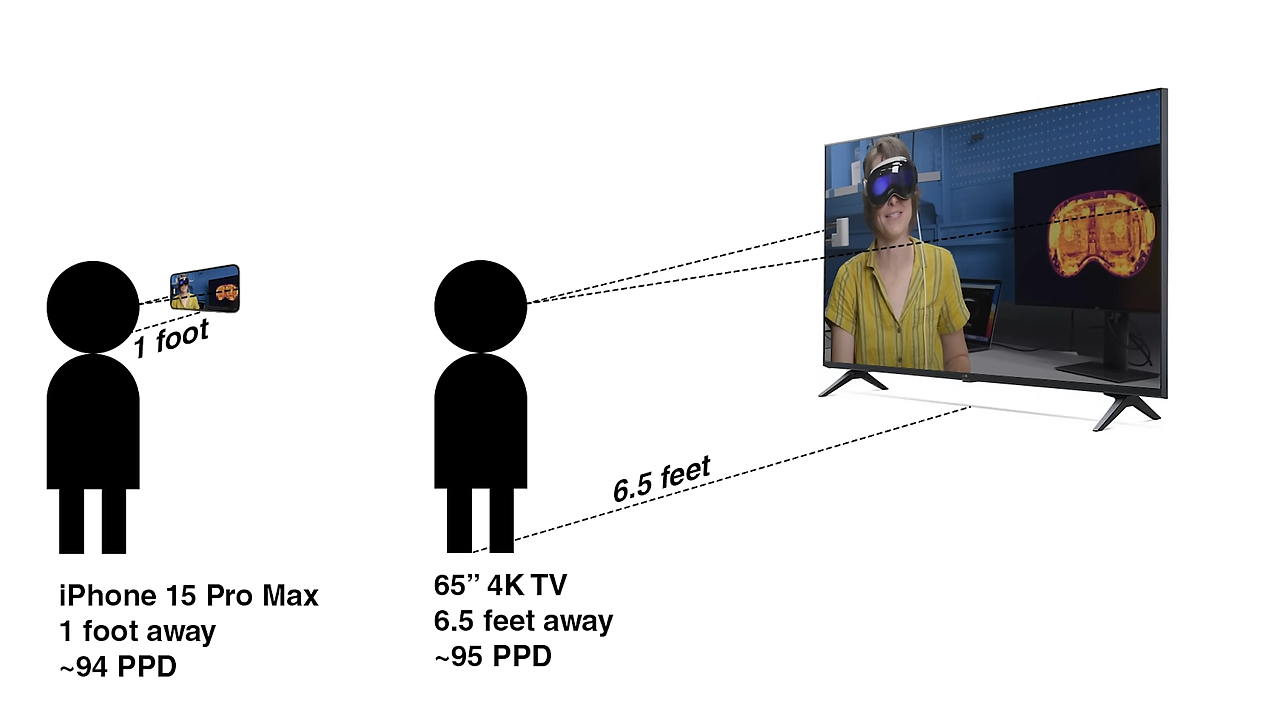 1 foot
6.5 feet
iPhone 15 Pro Max
1 foot away
~94 PPD
65” 4K TV
6.5 feet away
~95 PPD